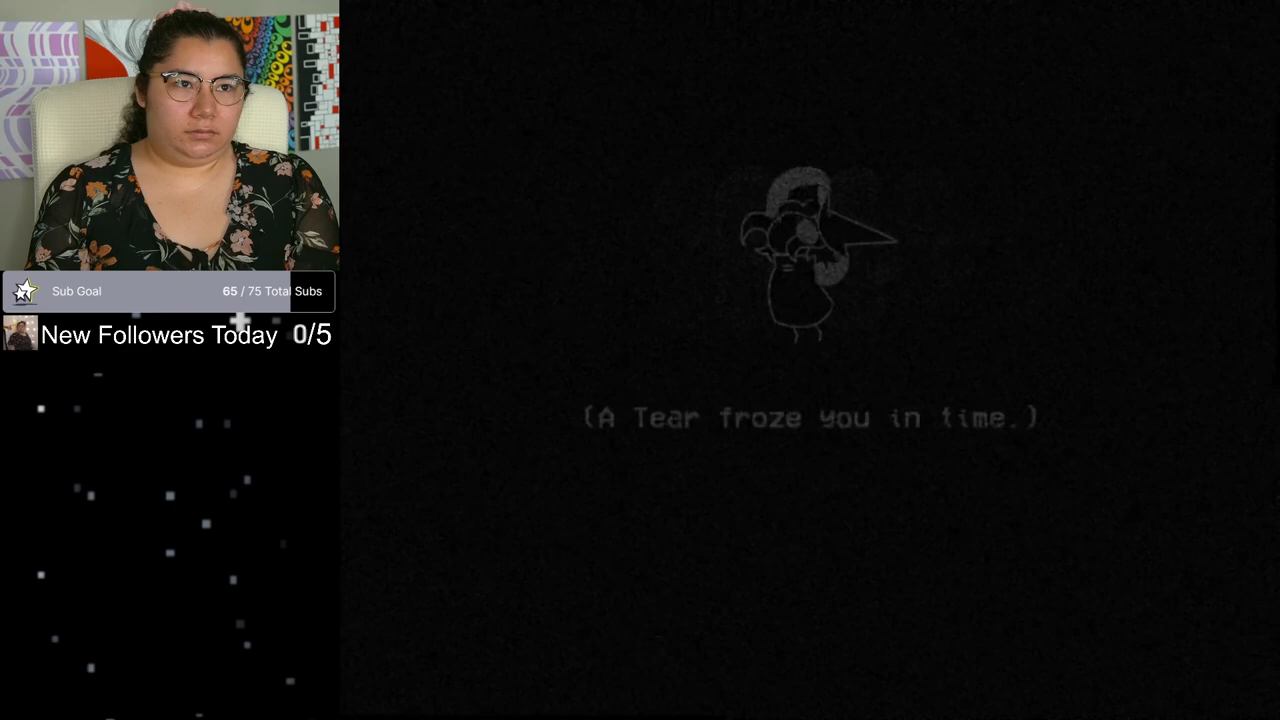 Sub Goal 65 / 75 Total Subs
New Followers Today 0/5
(A Tear froze you in time.)